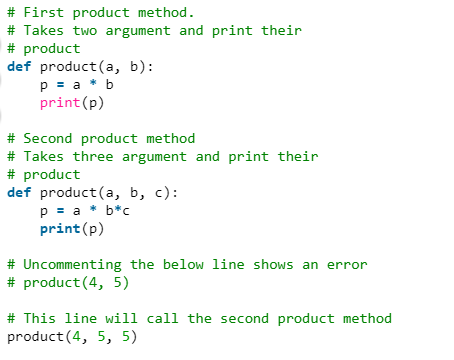 # First product method.
# Takes two argument and print their
# product
def product(a, b):
    p = a * b
    print(p)

# Second product method
# Takes three argument and print their
# product
def product(a, b, c):
    p = a * b*c
    print(p)

# Uncommenting the below line shows an error
# product(4, 5)

# This line will call the second product method
product(4, 5, 5)